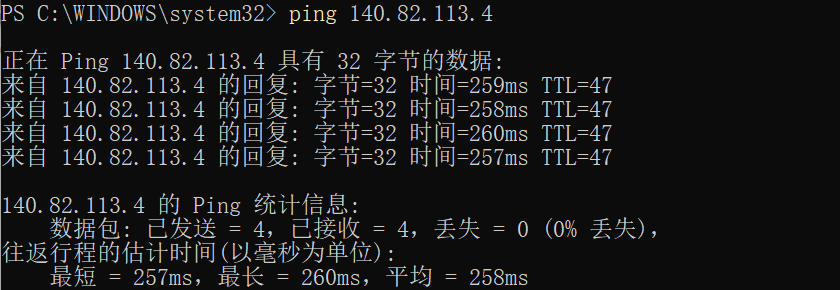 PS C:\WINDOWS\system32> ping 140.82.113.4
正在 Ping 140.82.113.4 具有 32 字节的数据:
来自 140.82.113.4 的回复: 字节=32 时间=259ms TTL=47
来自 140.82.113.4 的回复: 字节=32 时间=258ms TTL=47
来自 140.82.113.4 的回复: 字节=32 时间=260ms TTL=47
来自 140.82.113.4 的回复: 字节=32 时间=257ms TTL=47
140.82.113.4 的 Ping 统计信息:
数据包: 已发送 = 4，已接收 = 4，丢失 = 0 (0% 丢失)，
往返行程的估计时间(以毫秒为单位):
最短 = 257ms，最长 = 260ms，平均 = 258ms